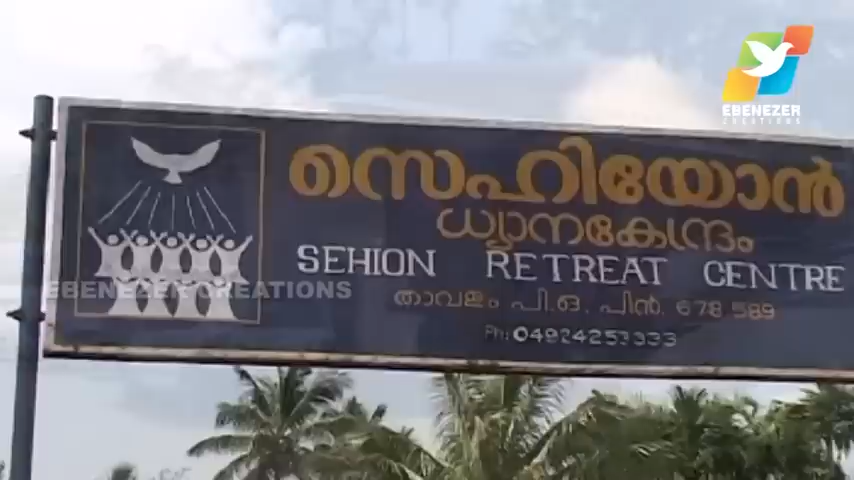 EBENEZER
CREATIONS
സെഹിയോൻ
ധ്യാനകേന്ദ്രം
SEHION RETREAT CENTRE
EBENEZER CREATIONS
താവളം പി.ഒ. പിൻ. 678 589
Ph: 04924253333